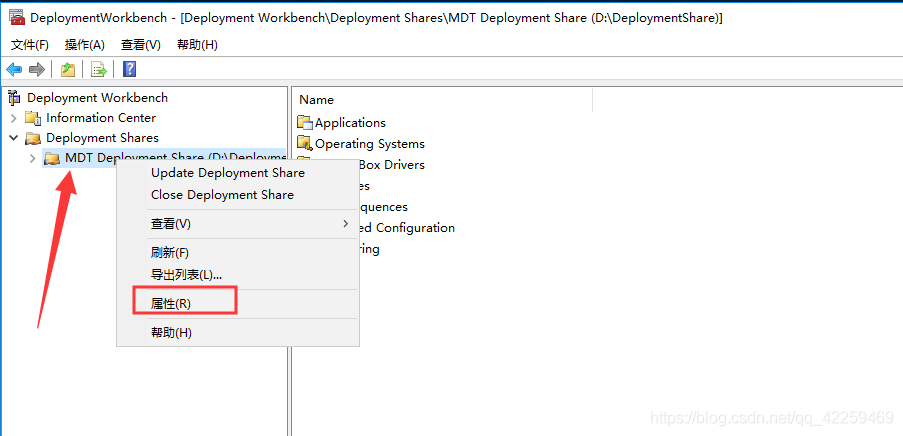 DeploymentWorkbench - [Deployment Workbench\Deployment Shares\MDT Deployment Share (D:\DeploymentShare)]
文件(F) 操作(A) 查看(V) 帮助(H)
Deployment Workbench
Information Center
Deployment Shares
MDT Deployment Share (D:\Deployme
Update Deployment Share
Close Deployment Share
查看(V)
刷新(F)
导出列表(L)...
属性(R)
帮助(H)
Name
Applications
Operating Systems
Box Drivers
es
quences
ed Configuration
ring
https://blog.csdn.net/qq_42259469